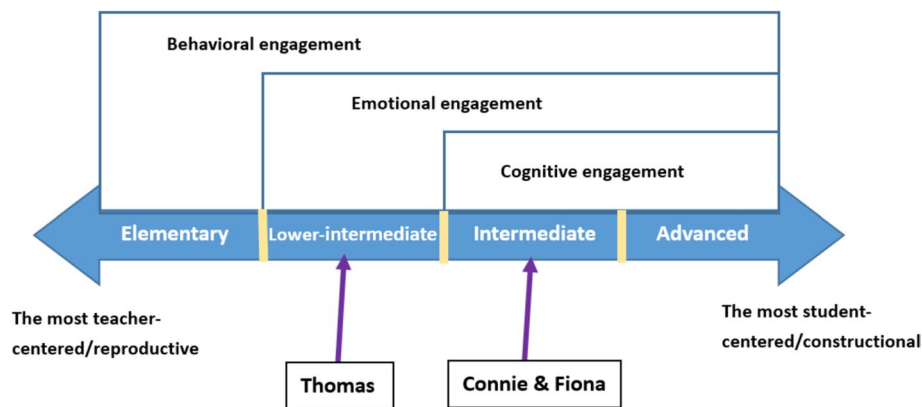 Behavioral engagement
Emotional engagement
Cognitive engagement
Elementary
Lower-intermediate
Intermediate
Advanced
The most teacher-
centered/reproductive
The most student-
centered/constructional
Thomas
Connie & Fiona